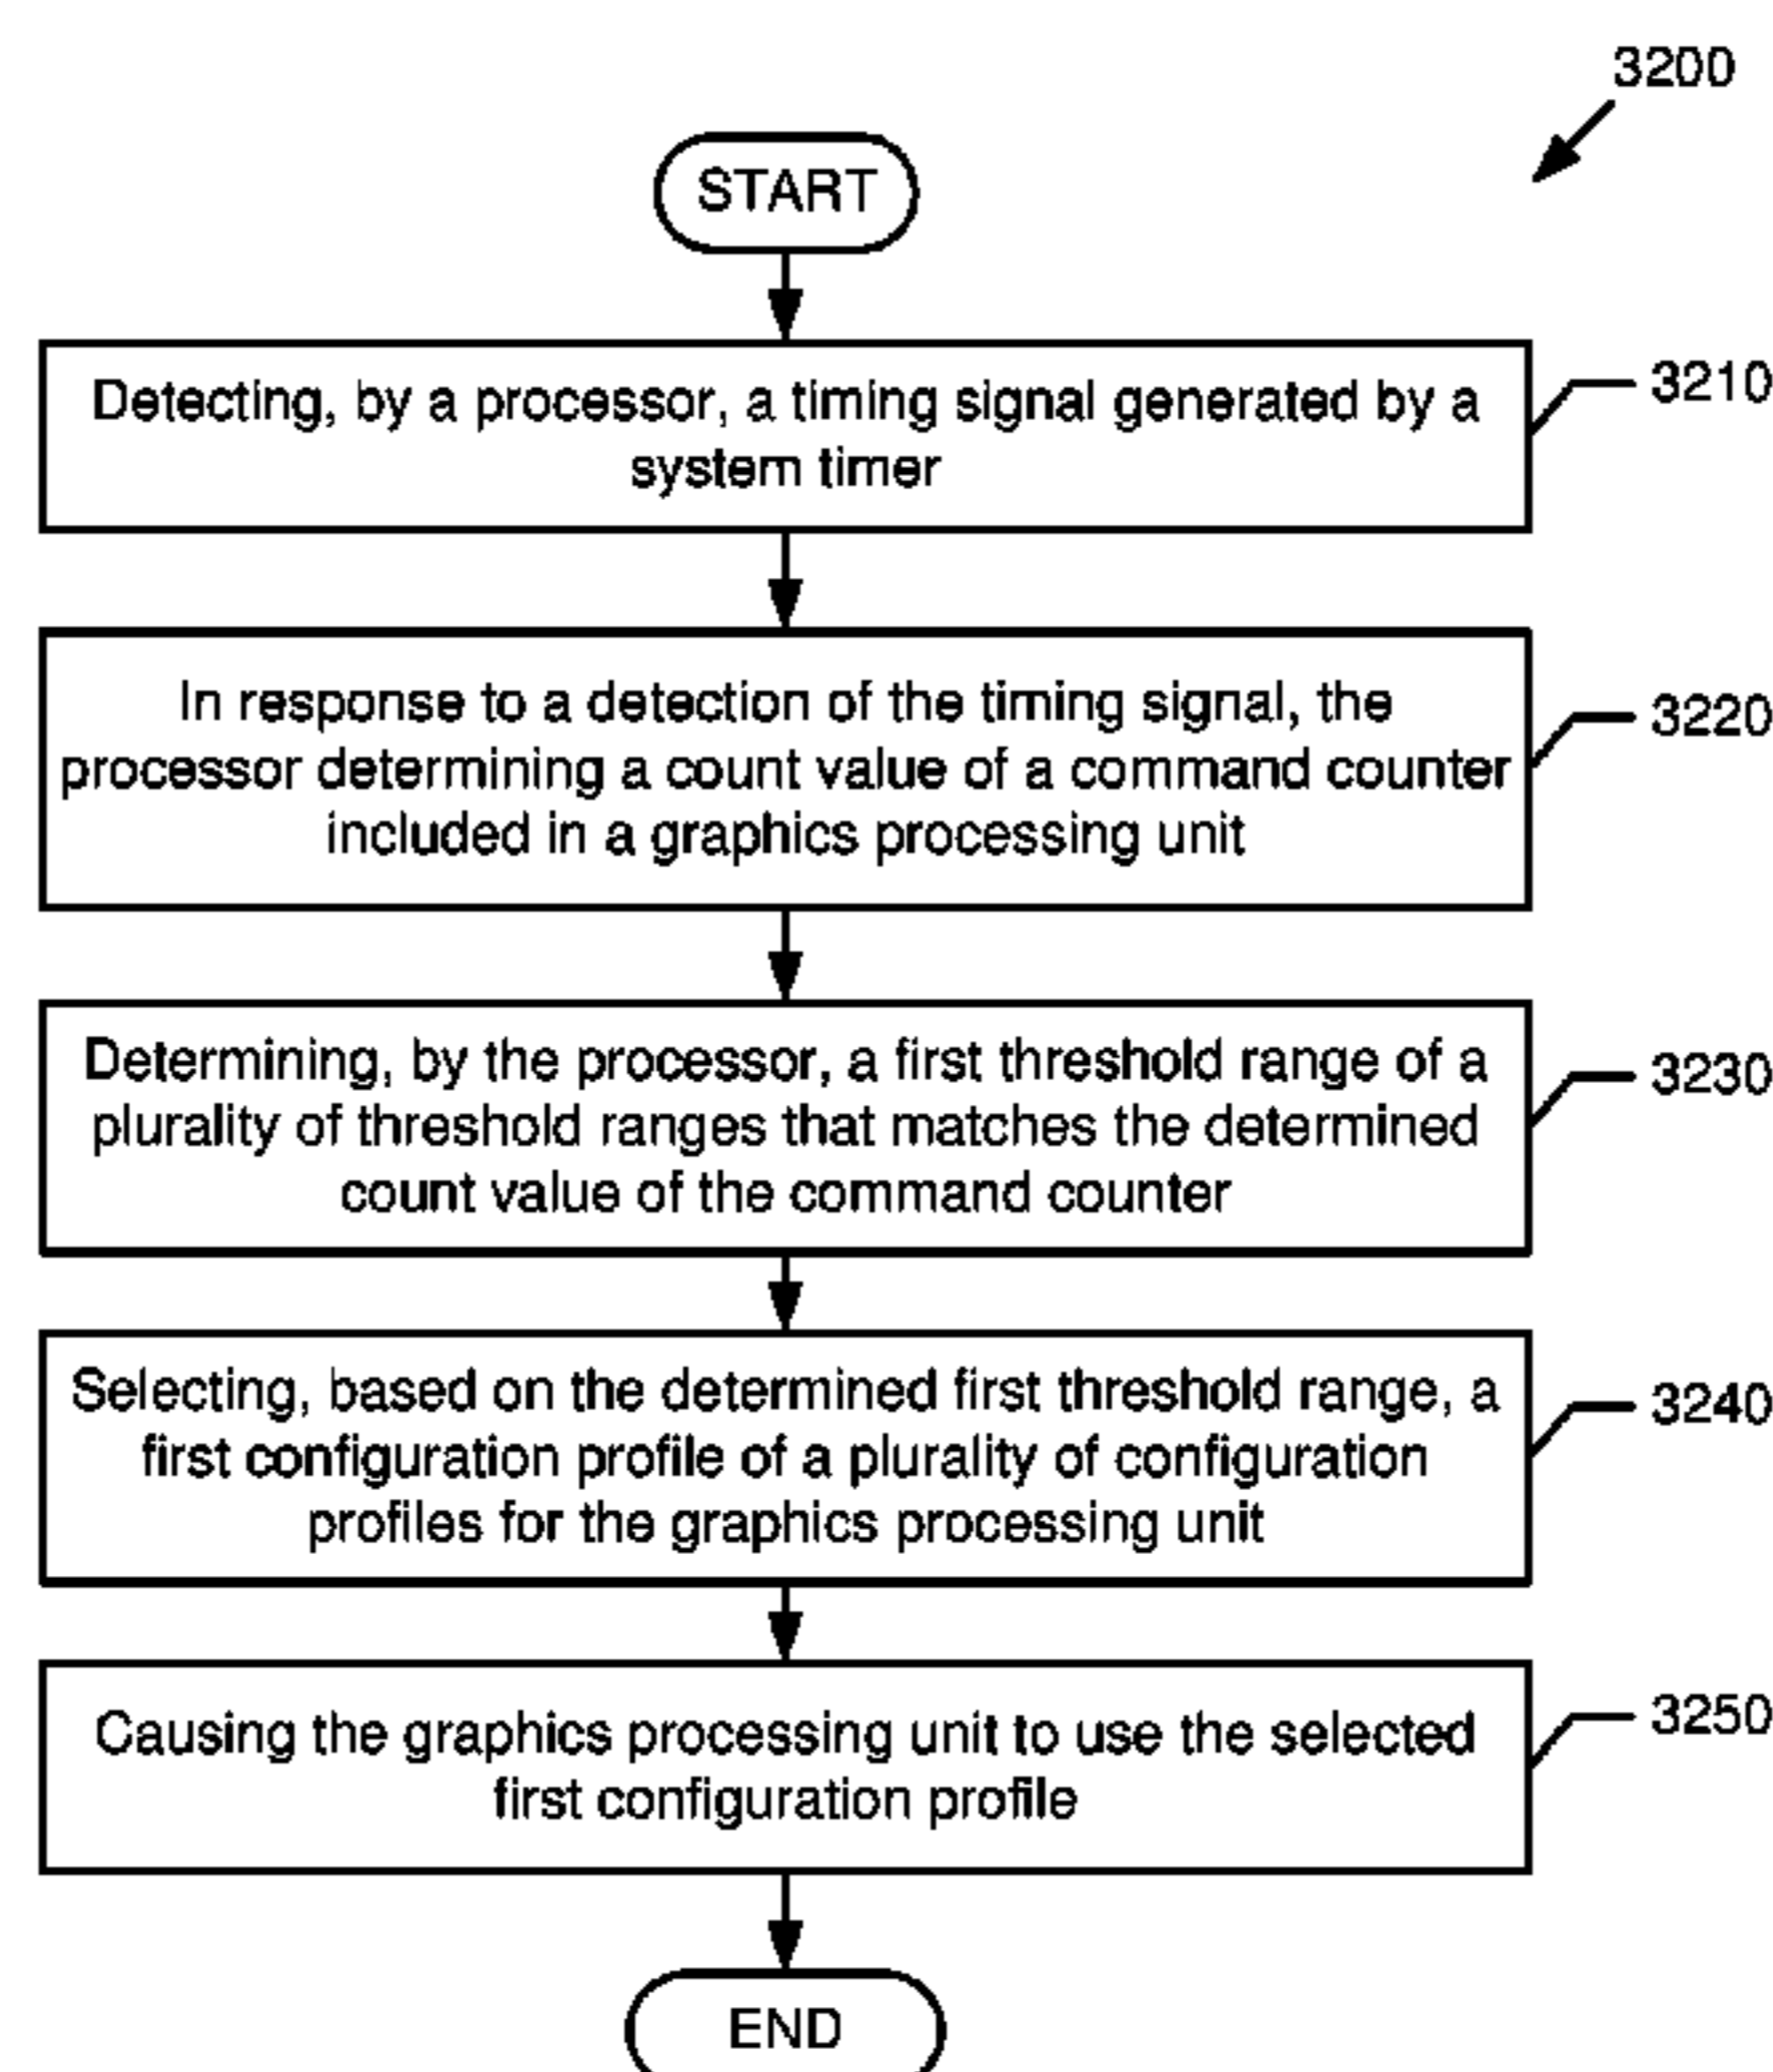 3200
START
Detecting, by a processor, a timing signal generated by a
system timer
3210
In response to a detection of the timing signal, the
processor determining a count value of a command counter
included in a graphics processing unit
3220
Determining, by the processor, a first threshold range of a
plurality of threshold ranges that matches the determined
count value of the command counter
3230
Selecting, based on the determined first threshold range, a
first configuration profile of a plurality of configuration
profiles for the graphics processing unit
3240
Causing the graphics processing unit to use the selected
first configuration profile
3250
END